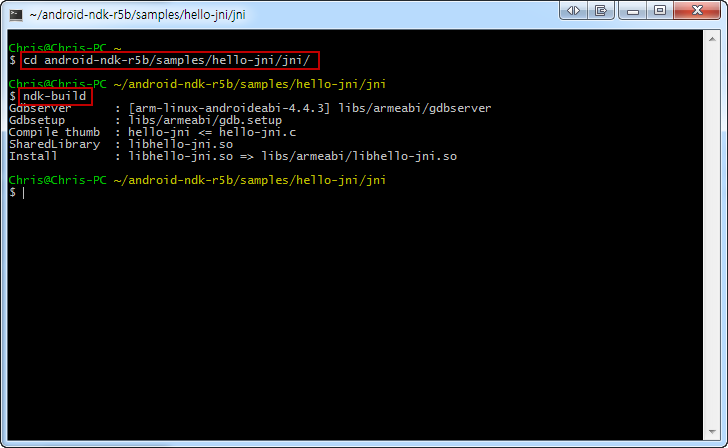 ~/android-ndk-r5b/samples/hello-jni/jni
Chris@Chris-PC ~
$ cd android-ndk-r5b/samples/hello-jni/jni/
Chris@Chris-PC ~/android-ndk-r5b/samples/hello-jni/jni
$ ndk-build
Gdbserver      : [arm-linux-androideabi-4.4.3] libs/armeabi/gdbserver
Gdbsetup       : libs/armeabi/gdb.setup
Compile thumb  : hello-jni <= hello-jni.c
SharedLibrary  : libhello-jni.so
Install        : libhello-jni.so => libs/armeabi/libhello-jni.so
Chris@Chris-PC ~/android-ndk-r5b/samples/hello-jni/jni
$